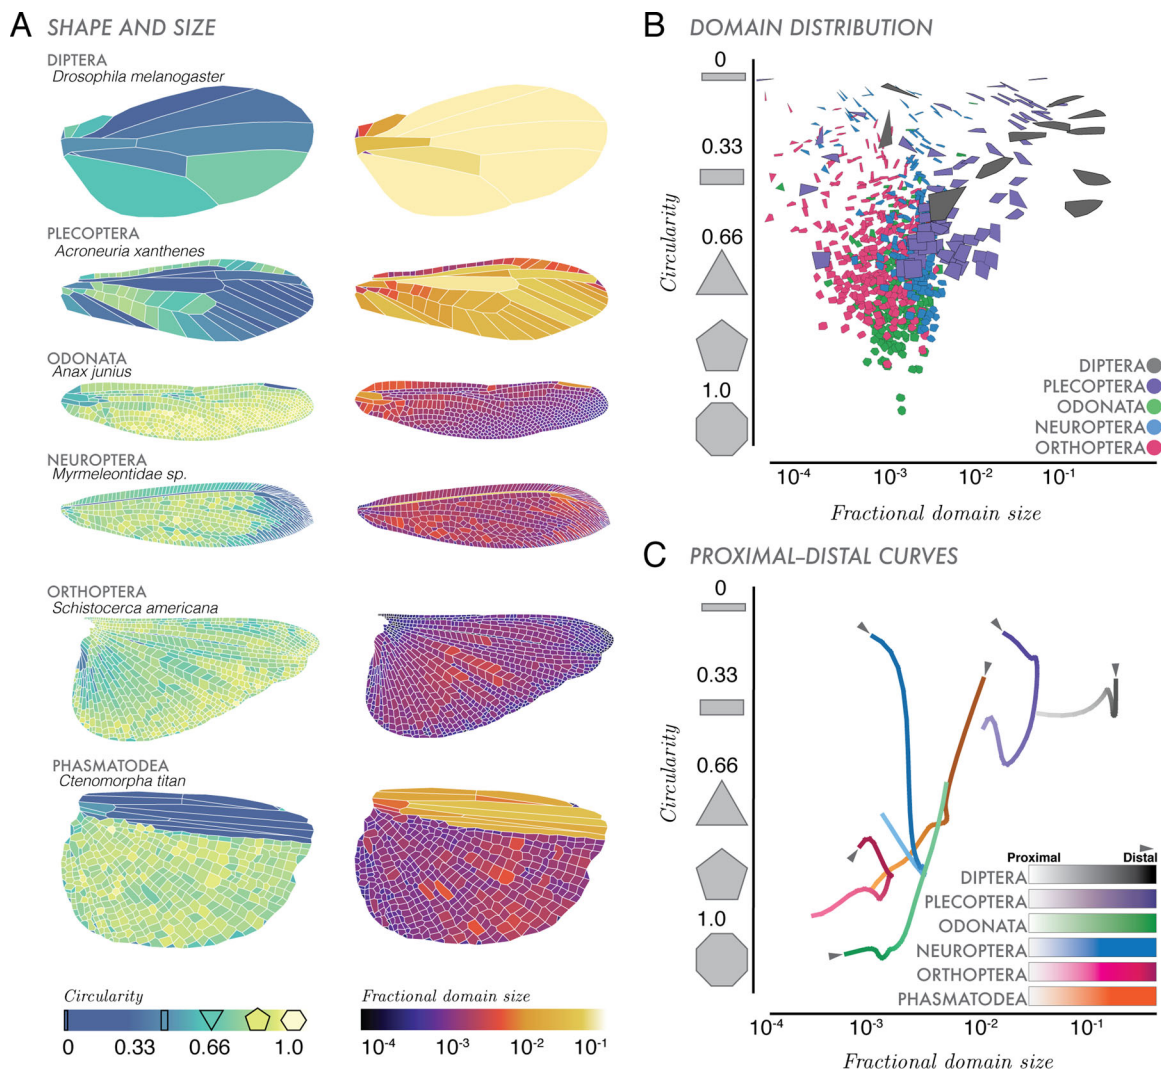 A SHAPE AND SIZE
DIPTERA
Drosophila melanogaster
PLECOPTERA
Acroneuria xanthenes
ODONATA
Anax junius
NEUROPTERA
Myrmeleontidae sp.
ORTHOPTERA
Schistocerca americana
PHASMATODEA
Ctenomorpha titan
Circularity
0 0.33 0.66 1.0
Fractional domain size
10-4 10-3 10-2 10-1
B DOMAIN DISTRIBUTION
0
0.33
0.66
1.0
Circularity
DIPTERA
PLECOPTERA
ODONATA
NEUROPTERA
ORTHOPTERA
10-4 10-3 10-2 10-1
Fractional domain size
C PROXIMAL–DISTAL CURVES
0
0.33
0.66
1.0
Circularity
Proximal Distal
DIPTERA
PLECOPTERA
ODONATA
NEUROPTERA
ORTHOPTERA
PHASMATODEA
10-4 10-3 10-2 10-1
Fractional domain size